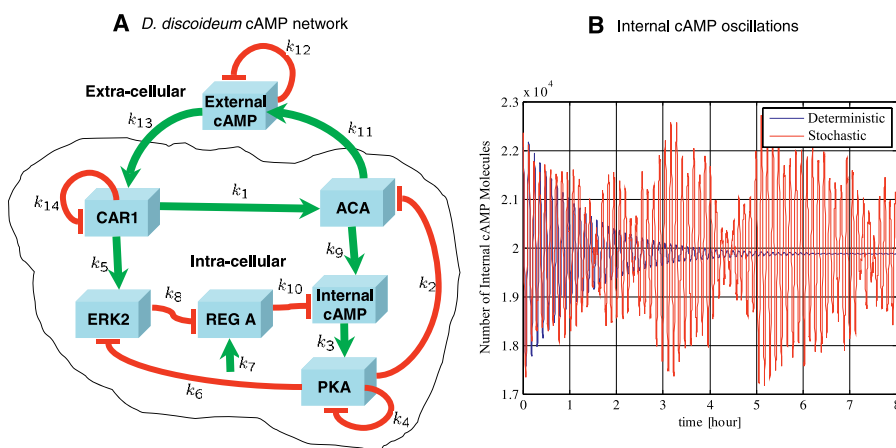 A D. discoideum cAMP network
k12
Extra-cellular
External
cAMP
k13
k11
k14
CAR1
k1
ACA
k5
Intra-cellular
k9
k2
k8
k10
Internal
cAMP
ERK2
REG A
k3
k7
k6
PKA
k4
B Internal cAMP oscillations
x 10^4
2.3
2.2
2.1
2
1.9
1.8
1.7
Number of Internal cAMP Molecules
Deterministic
Stochastic
0 1 2 3 4 5 6 7 8
time [hour]